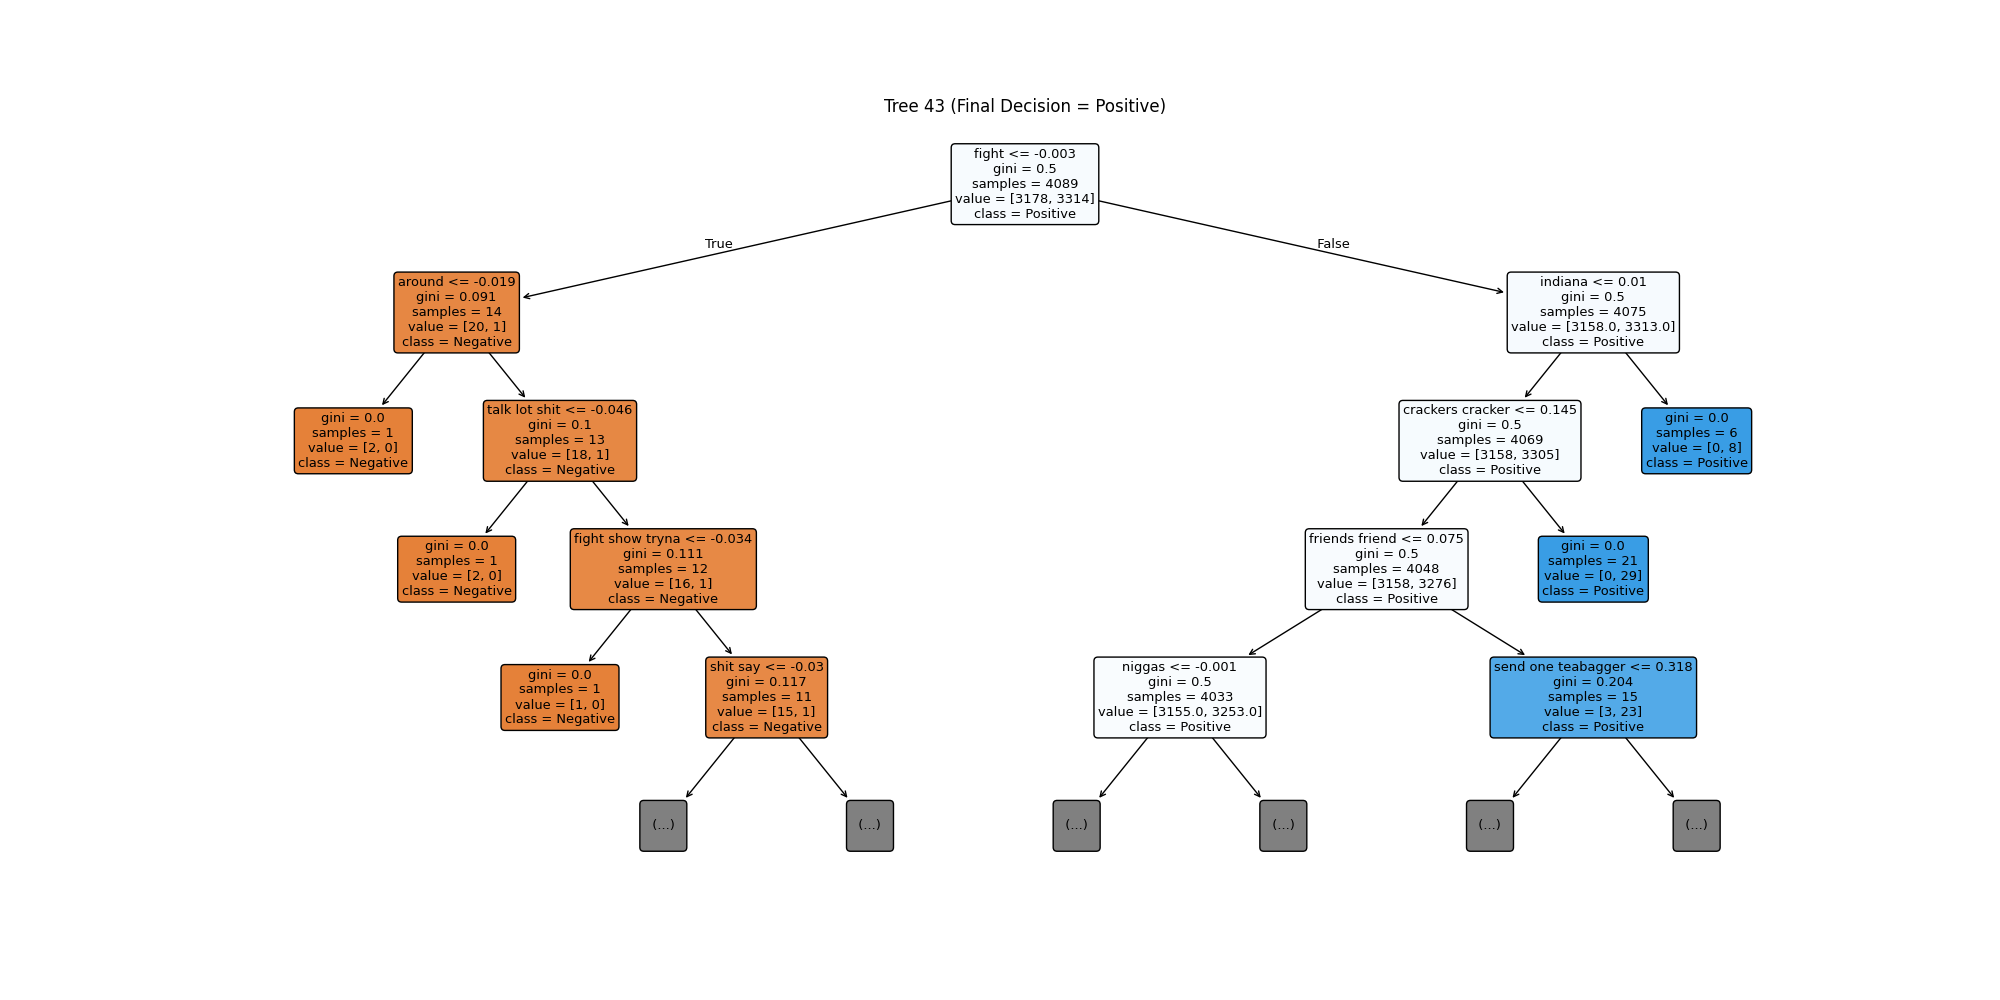 Tree 43 (Final Decision = Positive)
fight <= -0.003
gini = 0.5
samples = 4089
value = [3178, 3314]
class = Positive
True
False
around <= -0.019
gini = 0.091
samples = 14
value = [20, 1]
class = Negative
indiana <= 0.01
gini = 0.5
samples = 4075
value = [3158.0, 3313.0]
class = Positive
gini = 0.0
samples = 1
value = [2, 0]
class = Negative
talk lot shit <= -0.046
gini = 0.1
samples = 13
value = [18, 1]
class = Negative
crackers cracker <= 0.145
gini = 0.5
samples = 4069
value = [3158, 3305]
class = Positive
gini = 0.0
samples = 6
value = [0, 8]
class = Positive
gini = 0.0
samples = 1
value = [2, 0]
class = Negative
fight show tryna <= -0.034
gini = 0.111
samples = 12
value = [16, 1]
class = Negative
friends friend <= 0.075
gini = 0.5
samples = 4048
value = [3158, 3276]
class = Positive
gini = 0.0
samples = 21
value = [0, 29]
class = Positive
gini = 0.0
samples = 1
value = [1, 0]
class = Negative
shit say <= -0.03
gini = 0.117
samples = 11
value = [15, 1]
class = Negative
niggas <= -0.001
gini = 0.5
samples = 4033
value = [3155.0, 3253.0]
class = Positive
send one teabagger <= 0.318
gini = 0.204
samples = 15
value = [3, 23]
class = Positive
(...)
(...)
(...)
(...)
(...)
(...)